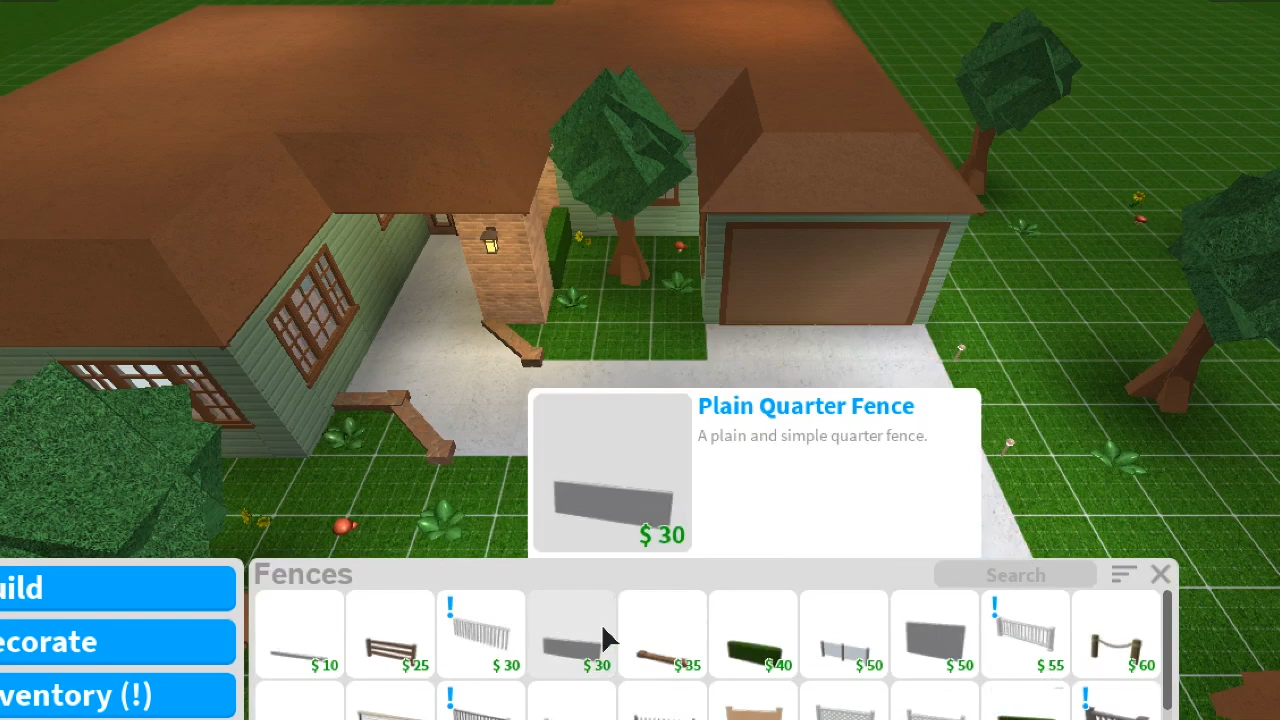 Plain Quarter Fence
A plain and simple quarter fence.
$ 30
uild
ecorate
ventory (!)
Fences
Search
! ! 
$ 10 $ 25 $ 30 $ 30 $ 35 $ 40 $ 50 $ 50 $ 55 $ 60
! !